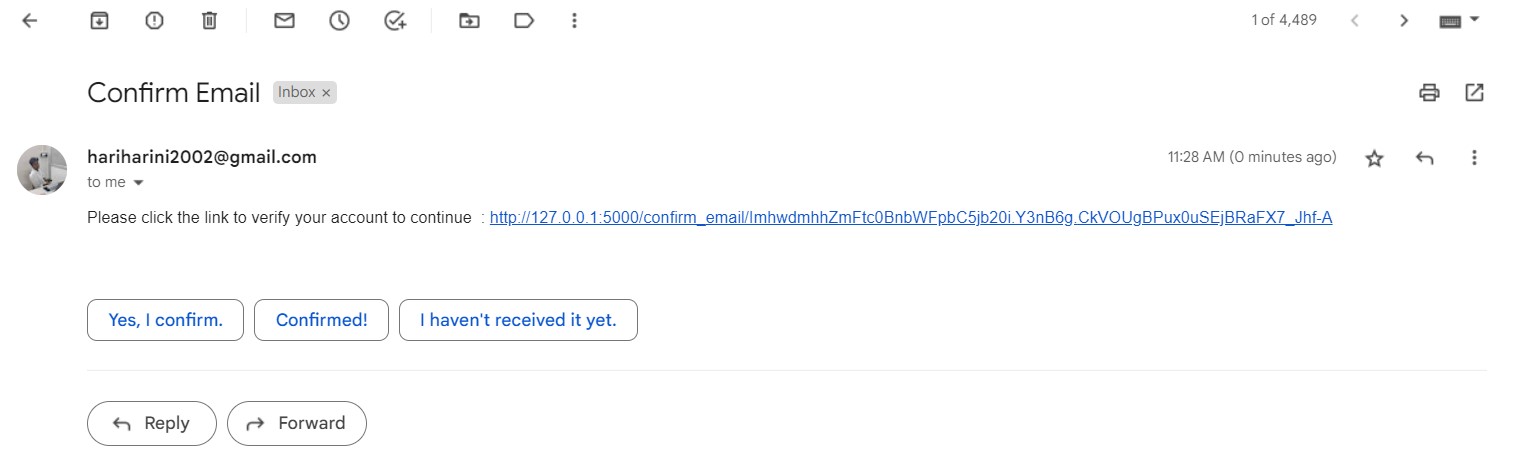 1 of 4,489
Confirm Email Inbox ×
hariharini2002@gmail.com 11:28 AM (0 minutes ago)
to me
Please click the link to verify your account to continue : http://127.0.0.1:5000/confirm_email/ImhwdmhhZmFtc0BnbWFpbC5jb20i.Y3nB6g.CkVOUgBPux0uSEjBRaFX7_Jhf-A
Yes, I confirm. Confirmed! I haven't received it yet.
Reply Forward